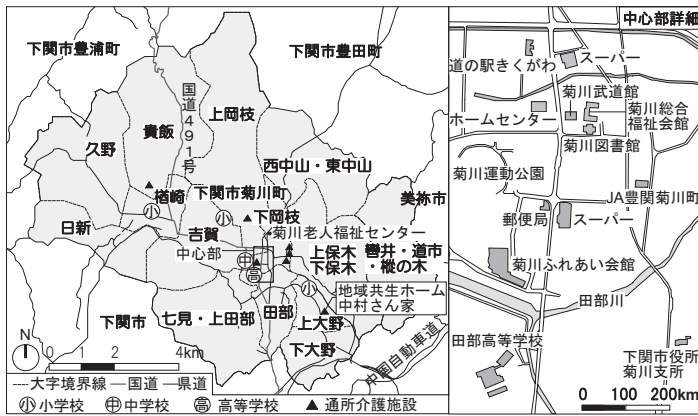 下関市豊浦町
下関市豊田町
国道491号
上岡枝
貴飯
久野
西中山・東中山
美祢市
楢崎
下関市菊川町
小
小
下岡枝
日新
吉賀
菊川老人福祉センター
中心部
中
高
上保木
下保木
轡井・道市
・樅の木
小
地域共生ホーム
中村さん家
下関市
七見・上田部
田部
上大野
下大野
中国自動車道
N
0 1 2 4km
大字境界線 国道 県道
小 小学校 中 中学校 高 高等学校 ▲ 通所介護施設
中心部詳細
道の駅きくがわ
スーパー
菊川武道館
ホームセンター
菊川総合
福祉会館
菊川図書館
菊川運動公園
JA豊関菊川町
郵便局
スーパー
菊川ふれあい会館
田部川
田部高等学校
下関市役所
菊川支所
0 100 200km